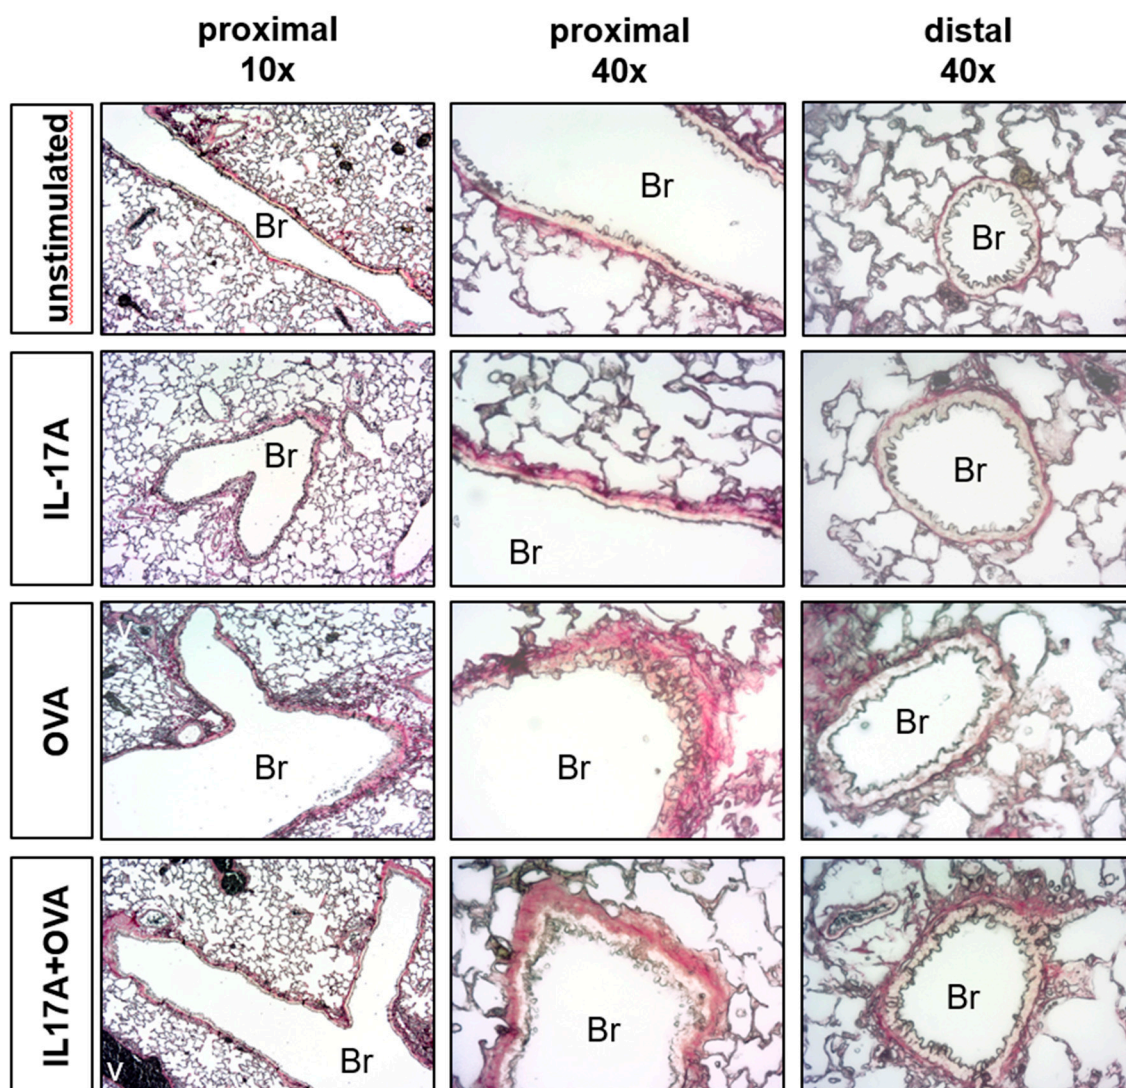 proximal
10x
proximal
40x
distal
40x
unstimulated
Br
Br
Br
IL-17A
Br
Br
Br
OVA
V
Br
Br
Br
IL17A+OVA
V
Br
Br
Br